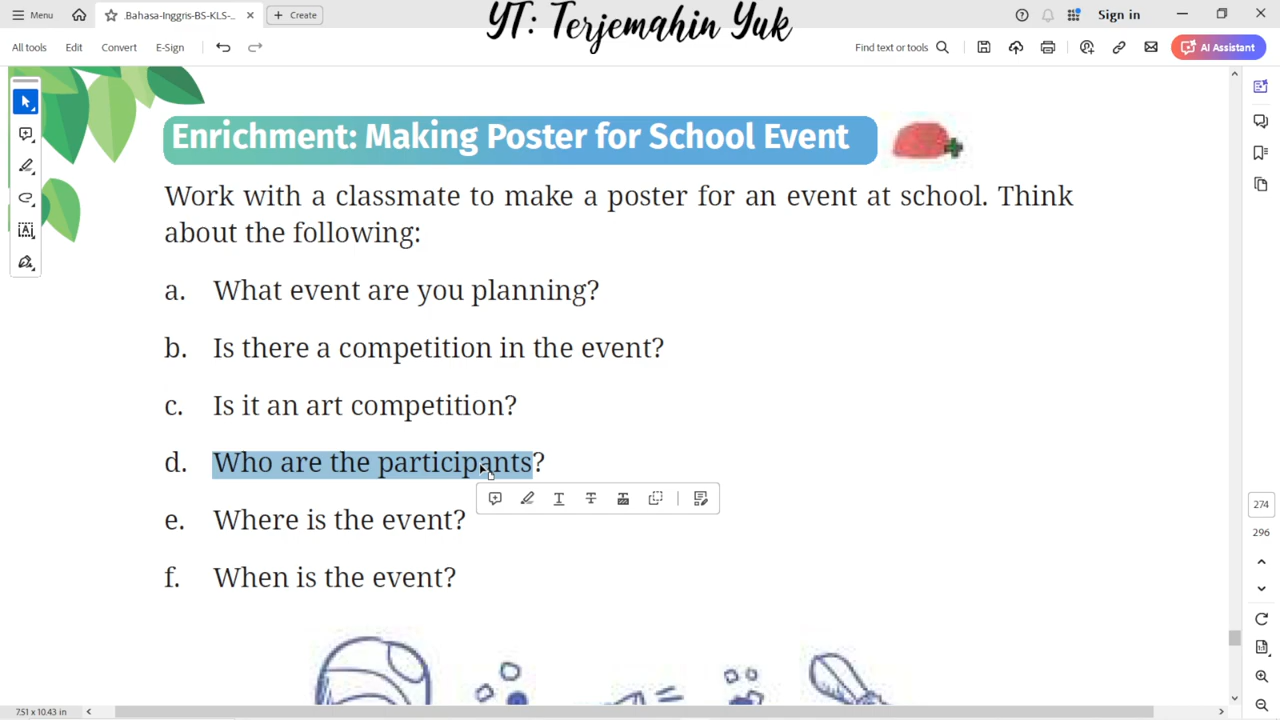 Menu
.Bahasa-Inggris-BS-KLS-...
Create
YT: Terjemahin Yuk
Sign in
All tools
Edit
Convert
E-Sign
Find text or tools
AI Assistant
Enrichment: Making Poster for School Event
Work with a classmate to make a poster for an event at school. Think
about the following:
a. What event are you planning?
b. Is there a competition in the event?
c. Is it an art competition?
d. Who are the participants?
e. Where is the event?
f. When is the event?
274
296
7.51 x 10.43 in